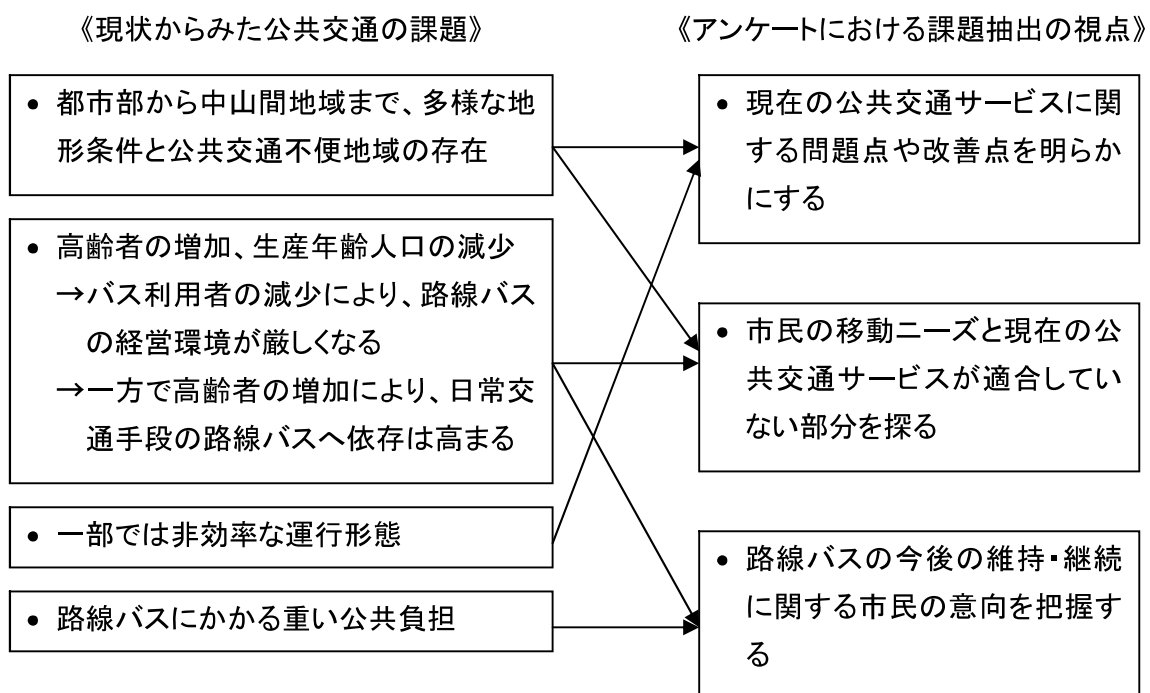 《現状からみた公共交通の課題》
● 都市部から中山間地域まで、多様な地
形条件と公共交通不便地域の存在
● 高齢者の増加、生産年齢人口の減少
→バス利用者の減少により、路線バス
の経営環境が厳しくなる
→一方で高齢者の増加により、日常交
通手段の路線バスへ依存は高まる
● 一部では非効率な運行形態
● 路線バスにかかる重い公共負担
《アンケートにおける課題抽出の視点》
● 現在の公共交通サービスに関
する問題点や改善点を明らか
にする
● 市民の移動ニーズと現在の公
共交通サービスが適合してい
ない部分を探る
● 路線バスの今後の維持・継続
に関する市民の意向を把握す
る